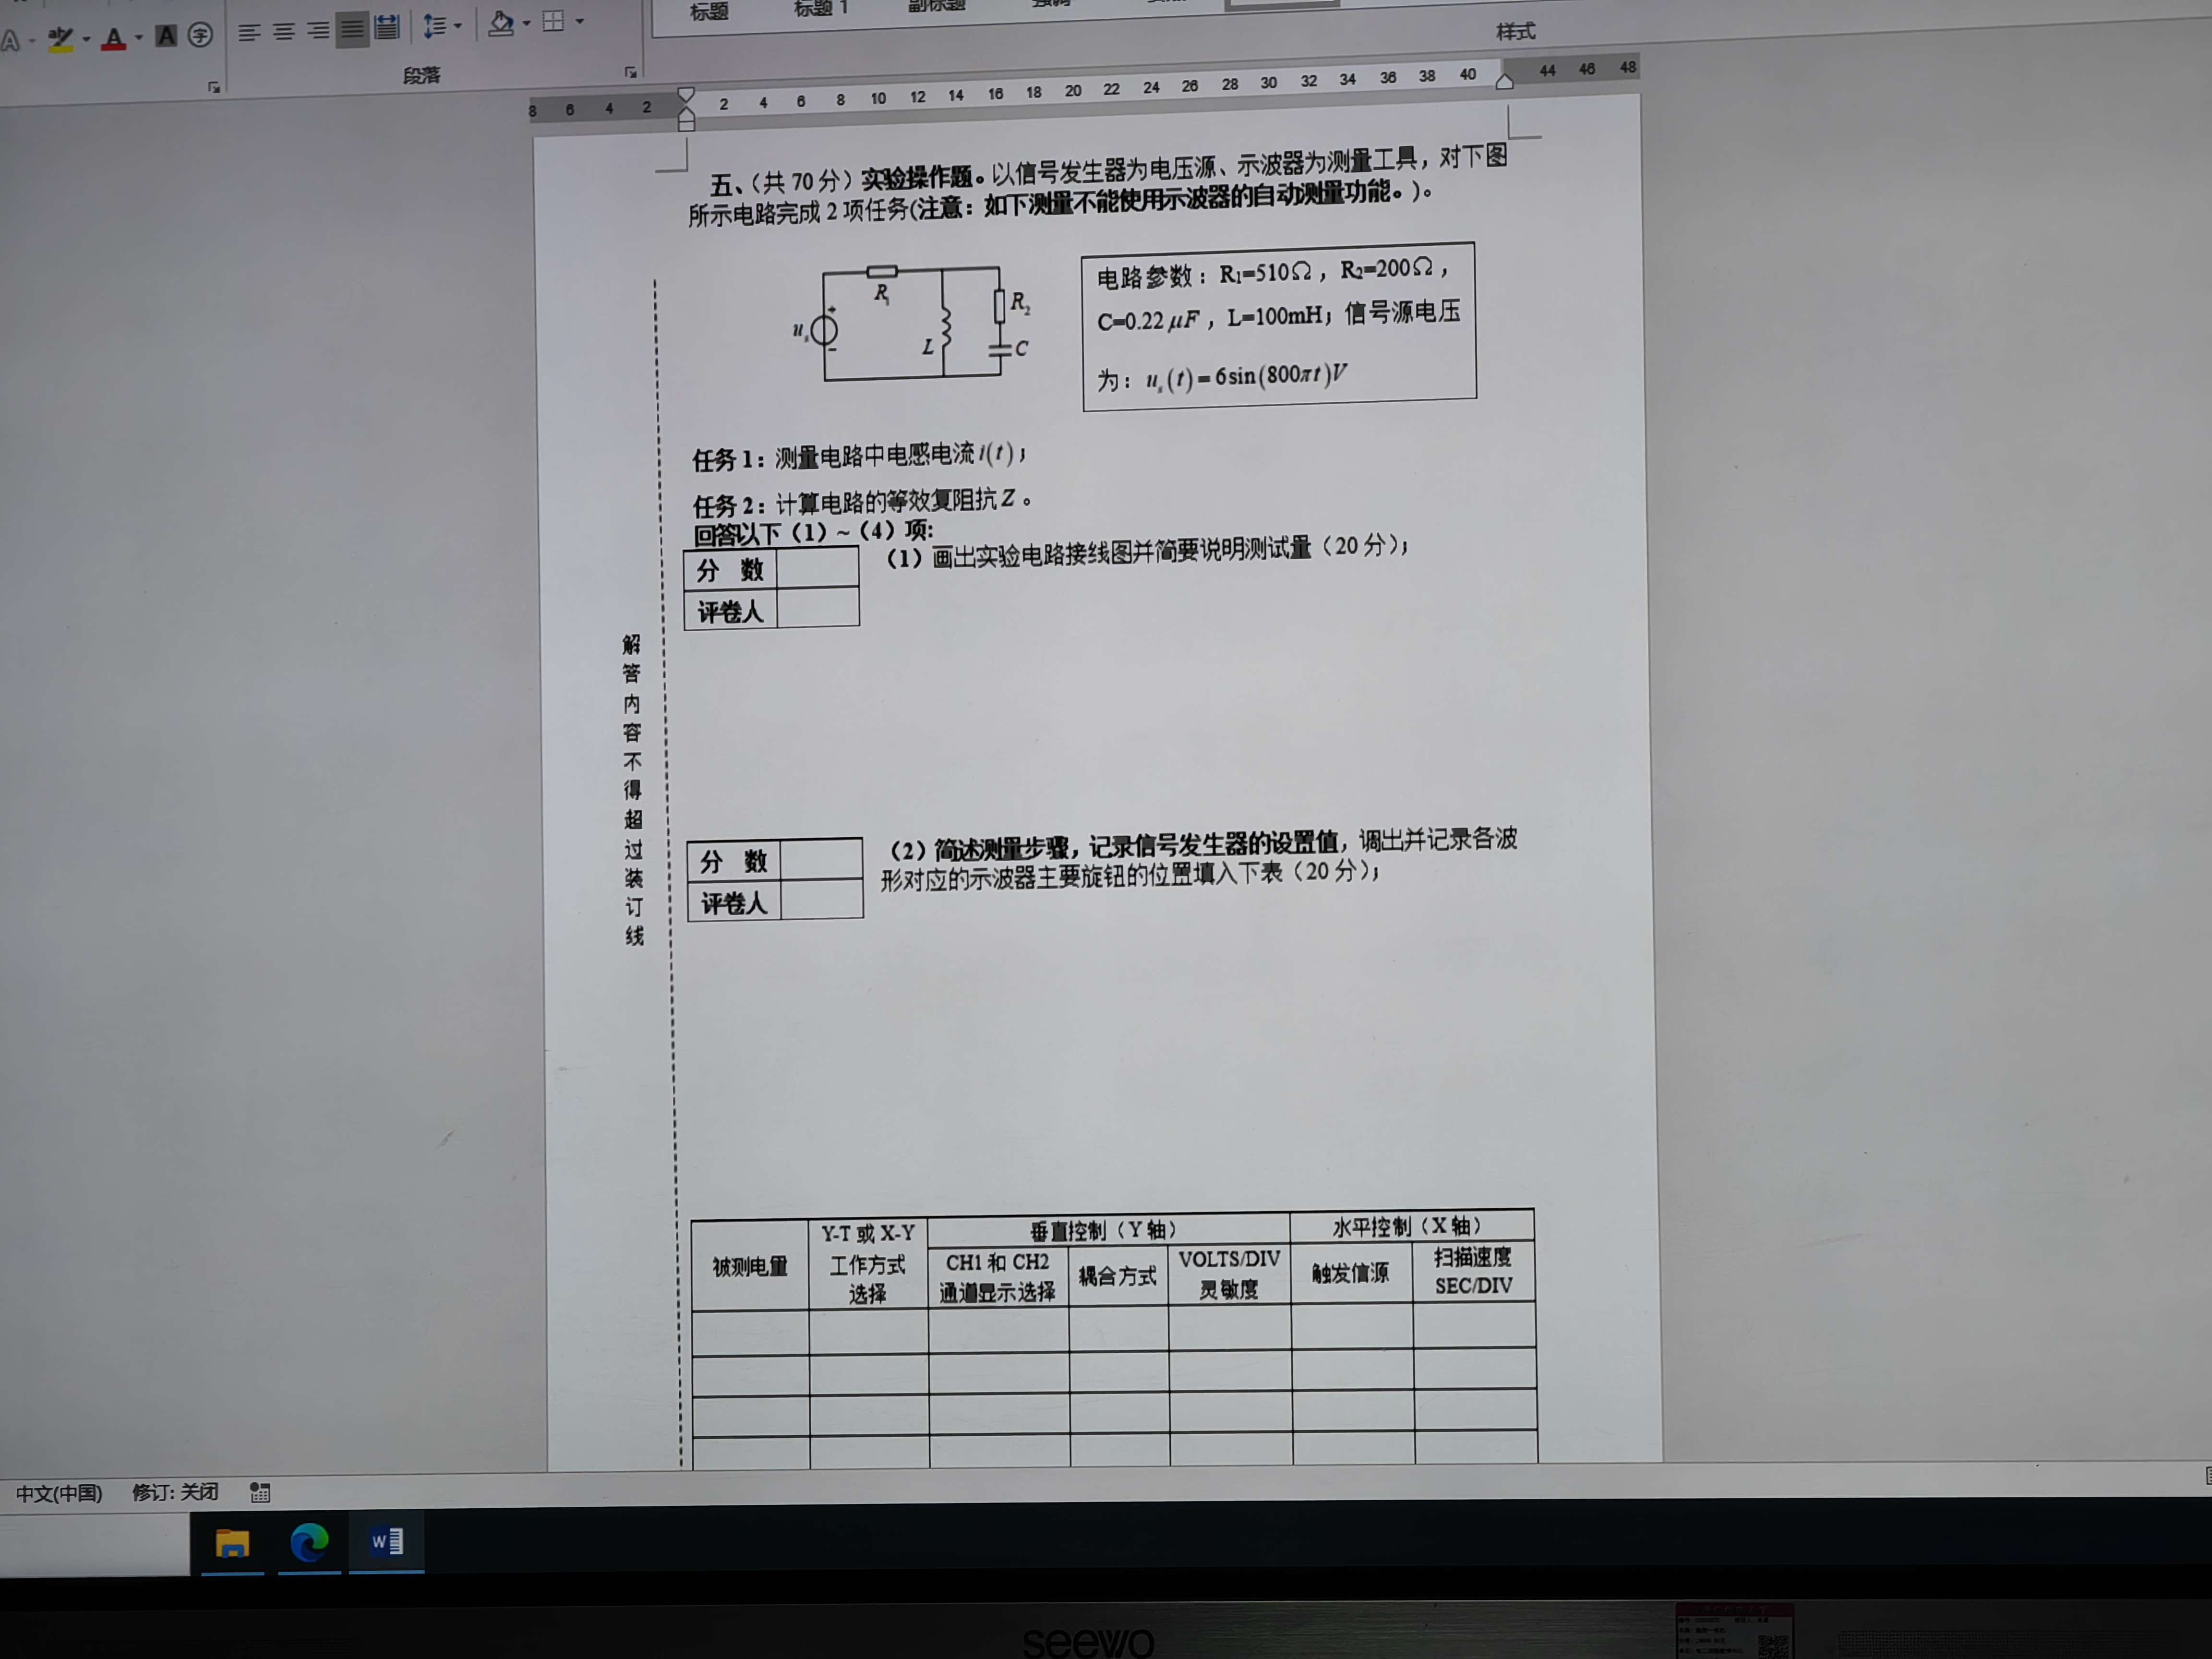 标题
标题 1
副标题
段落
样式
8 6 4 2 2 4 6 8 10 12 14 16 18 20 22 24 26 28 30 32 34 36 38 40 44 46 48
五、（共 70 分）实验操作题。以信号发生器为电压源、示波器为测量工具，对下图
所示电路完成 2 项任务(注意：如下测量不能使用示波器的自动测量功能。)。
R₁
R₂
u_s
+
−
L
C
电路参数：R₁=510Ω，R₂=200Ω，
C=0.22 μF，L=100mH；信号源电压
为：u_s(t)=6sin(800πt)V
任务 1：测量电路中电感电流 i(t)；
任务 2：计算电路的等效复阻抗 Z 。
回答以下（1）~（4）项:
分 数
评卷人
（1）画出实验电路接线图并简要说明测试量（20 分）；
解答内容不得超过装订线
分 数
评卷人
（2）简述测量步骤，记录信号发生器的设置值，调出并记录各波
形对应的示波器主要旋钮的位置填入下表（20 分）；
被测电量
Y-T 或 X-Y
工作方式
选择
垂直控制（Y 轴）
水平控制（X 轴）
CH1 和 CH2
通道显示选择
耦合方式
VOLTS/DIV
灵敏度
触发信源
扫描速度
SEC/DIV
中文(中国) 修订: 关闭
seewo